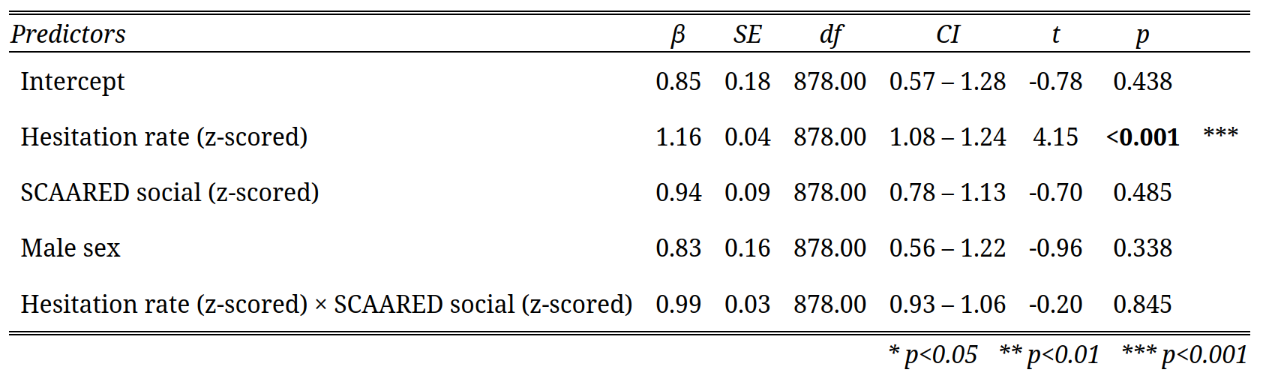 Predictors β SE df CI t p
Intercept 0.85 0.18 878.00 0.57 – 1.28 -0.78 0.438
Hesitation rate (z-scored) 1.16 0.04 878.00 1.08 – 1.24 4.15 <0.001 ***
SCAARED social (z-scored) 0.94 0.09 878.00 0.78 – 1.13 -0.70 0.485
Male sex 0.83 0.16 878.00 0.56 – 1.22 -0.96 0.338
Hesitation rate (z-scored) × SCAARED social (z-scored) 0.99 0.03 878.00 0.93 – 1.06 -0.20 0.845
* p<0.05 ** p<0.01 *** p<0.001